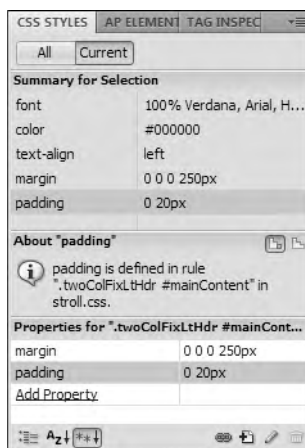 CSS STYLES AP ELEMENT TAG INSPEC
All Current
Summary for Selection
font 100% Verdana, Arial, H...
color #000000
text-align left
margin 0 0 0 250px
padding 0 20px
About "padding"
padding is defined in rule
".twoColFixLtHdr #mainContent" in
stroll.css.
Properties for ".twoColFixLtHdr #mainCont...
margin 0 0 0 250px
padding 0 20px
Add Property